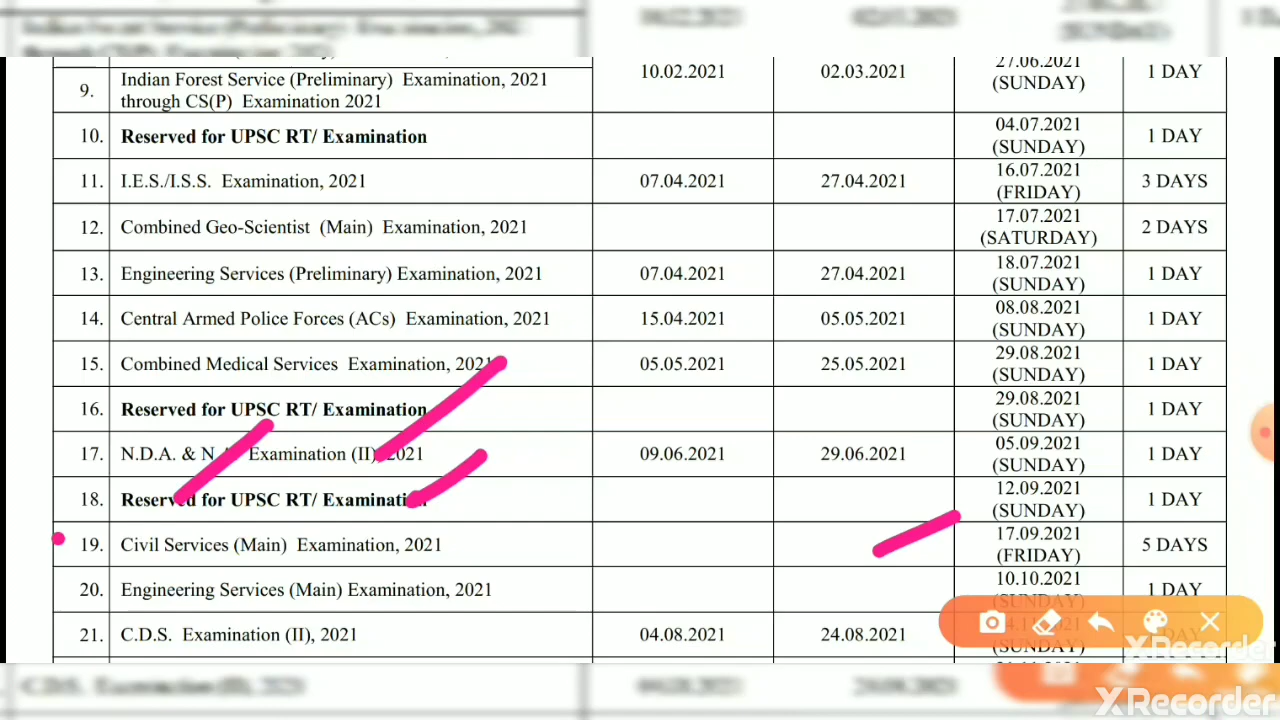 27.06.2021
10.02.2021 02.03.2021 (SUNDAY) 1 DAY
9. Indian Forest Service (Preliminary) Examination, 2021
through CS(P) Examination 2021
10. Reserved for UPSC RT/ Examination 04.07.2021 (SUNDAY) 1 DAY
11. I.E.S./I.S.S. Examination, 2021 07.04.2021 27.04.2021 16.07.2021 (FRIDAY) 3 DAYS
12. Combined Geo-Scientist (Main) Examination, 2021 17.07.2021 (SATURDAY) 2 DAYS
13. Engineering Services (Preliminary) Examination, 2021 07.04.2021 27.04.2021 18.07.2021 (SUNDAY) 1 DAY
14. Central Armed Police Forces (ACs) Examination, 2021 15.04.2021 05.05.2021 08.08.2021 (SUNDAY) 1 DAY
15. Combined Medical Services Examination, 2021 05.05.2021 25.05.2021 29.08.2021 (SUNDAY) 1 DAY
16. Reserved for UPSC RT/ Examination 29.08.2021 (SUNDAY) 1 DAY
17. N.D.A. & N.A. Examination (II), 2021 09.06.2021 29.06.2021 05.09.2021 (SUNDAY) 1 DAY
18. Reserved for UPSC RT/ Examination 12.09.2021 (SUNDAY) 1 DAY
19. Civil Services (Main) Examination, 2021 17.09.2021 (FRIDAY) 5 DAYS
20. Engineering Services (Main) Examination, 2021 10.10.2021 (SUNDAY) 1 DAY
21. C.D.S. Examination (II), 2021 04.08.2021 24.08.2021 (SUNDAY) DAY
XRecorder
XRecorder